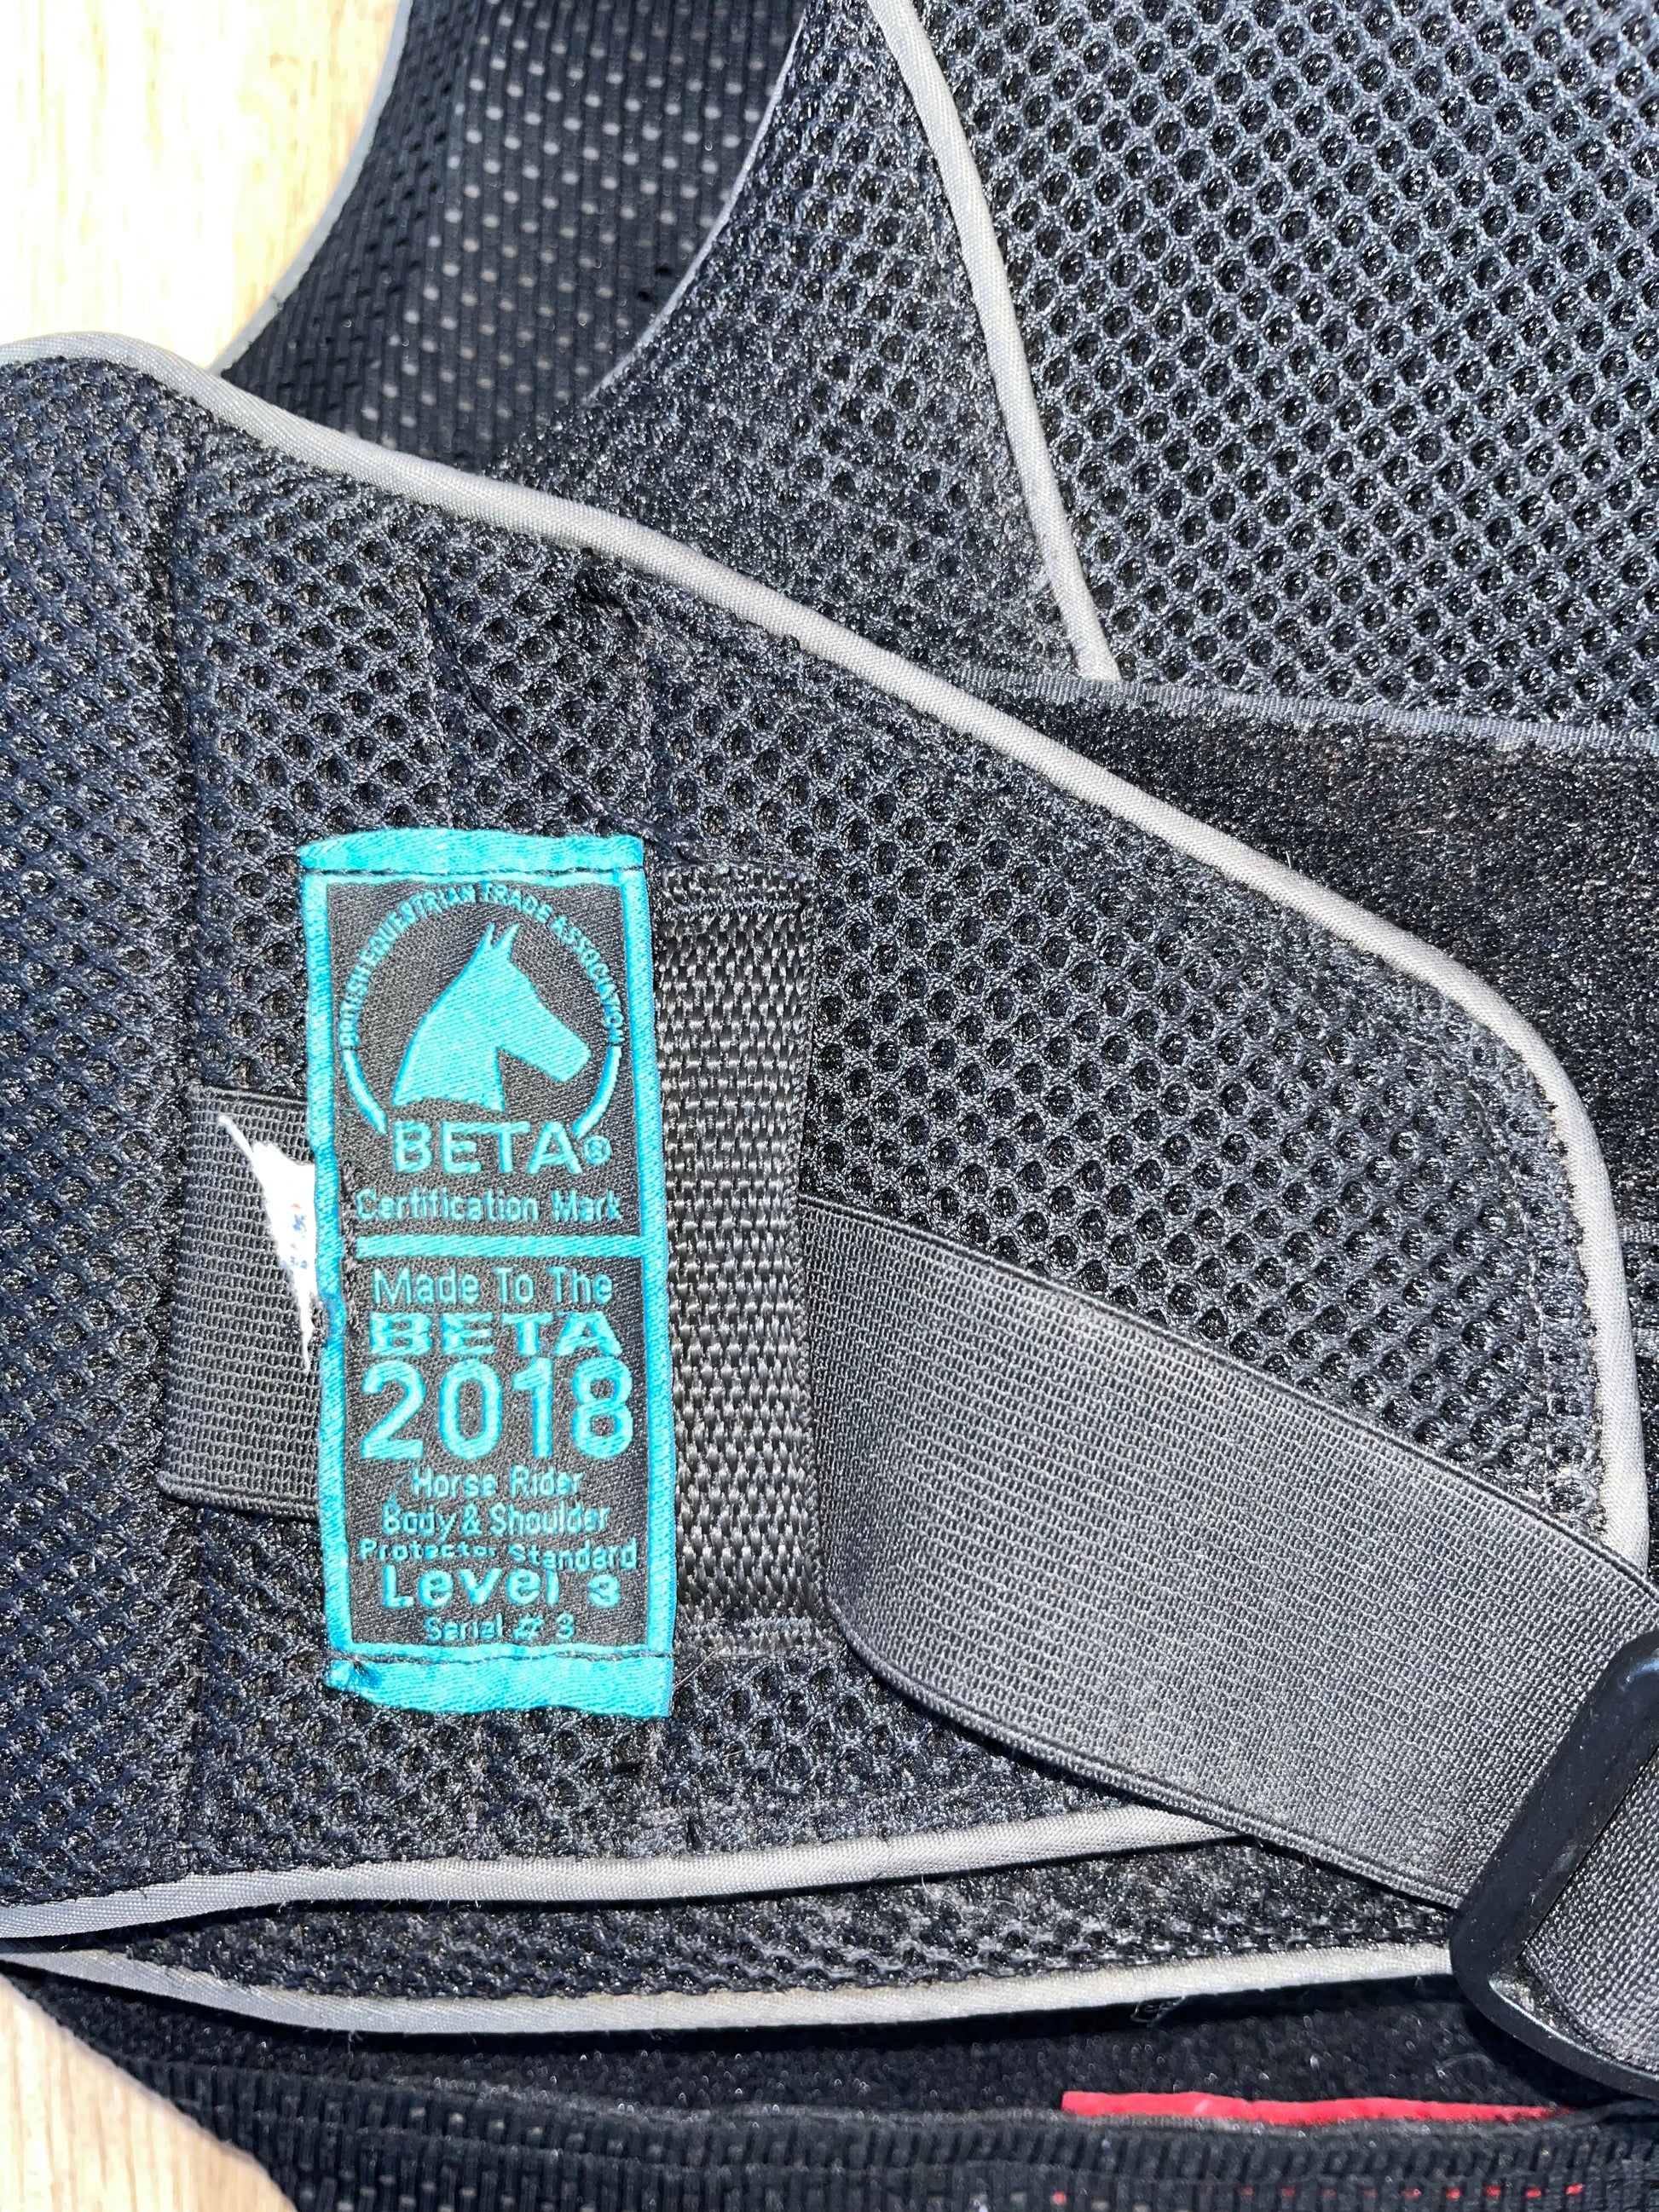 BRITISH EQUESTRIAN TRADE ASSOCIATION
BETA®
Certification Mark
Made To The
BETA
2018
Horse Rider
Body & Shoulder
Protector Standard
Level 3
Serial # 3